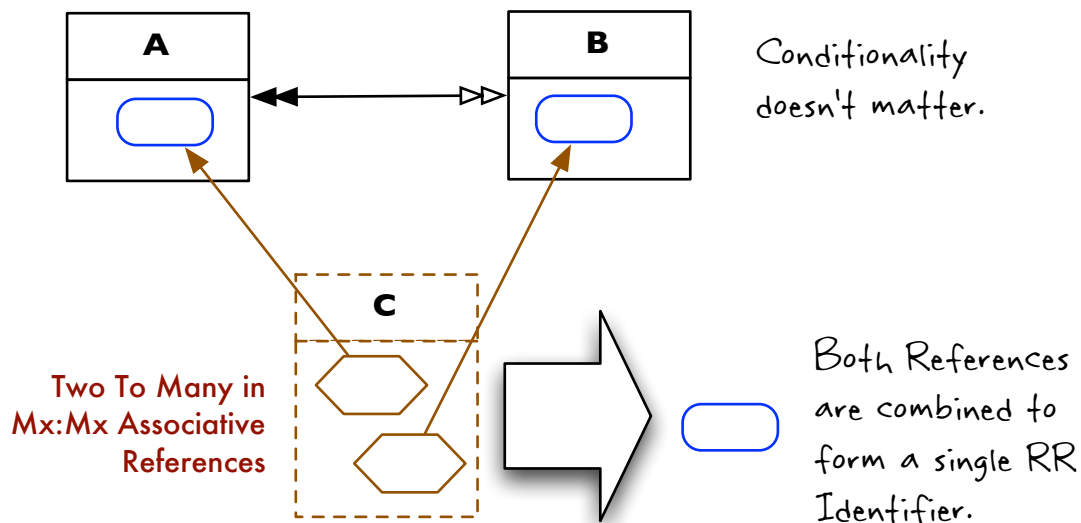 A
B
Conditionality
doesn't matter.
C
Two To Many in
Mx:Mx Associative
References
Both References
are combined to
form a single RR
Identifier.